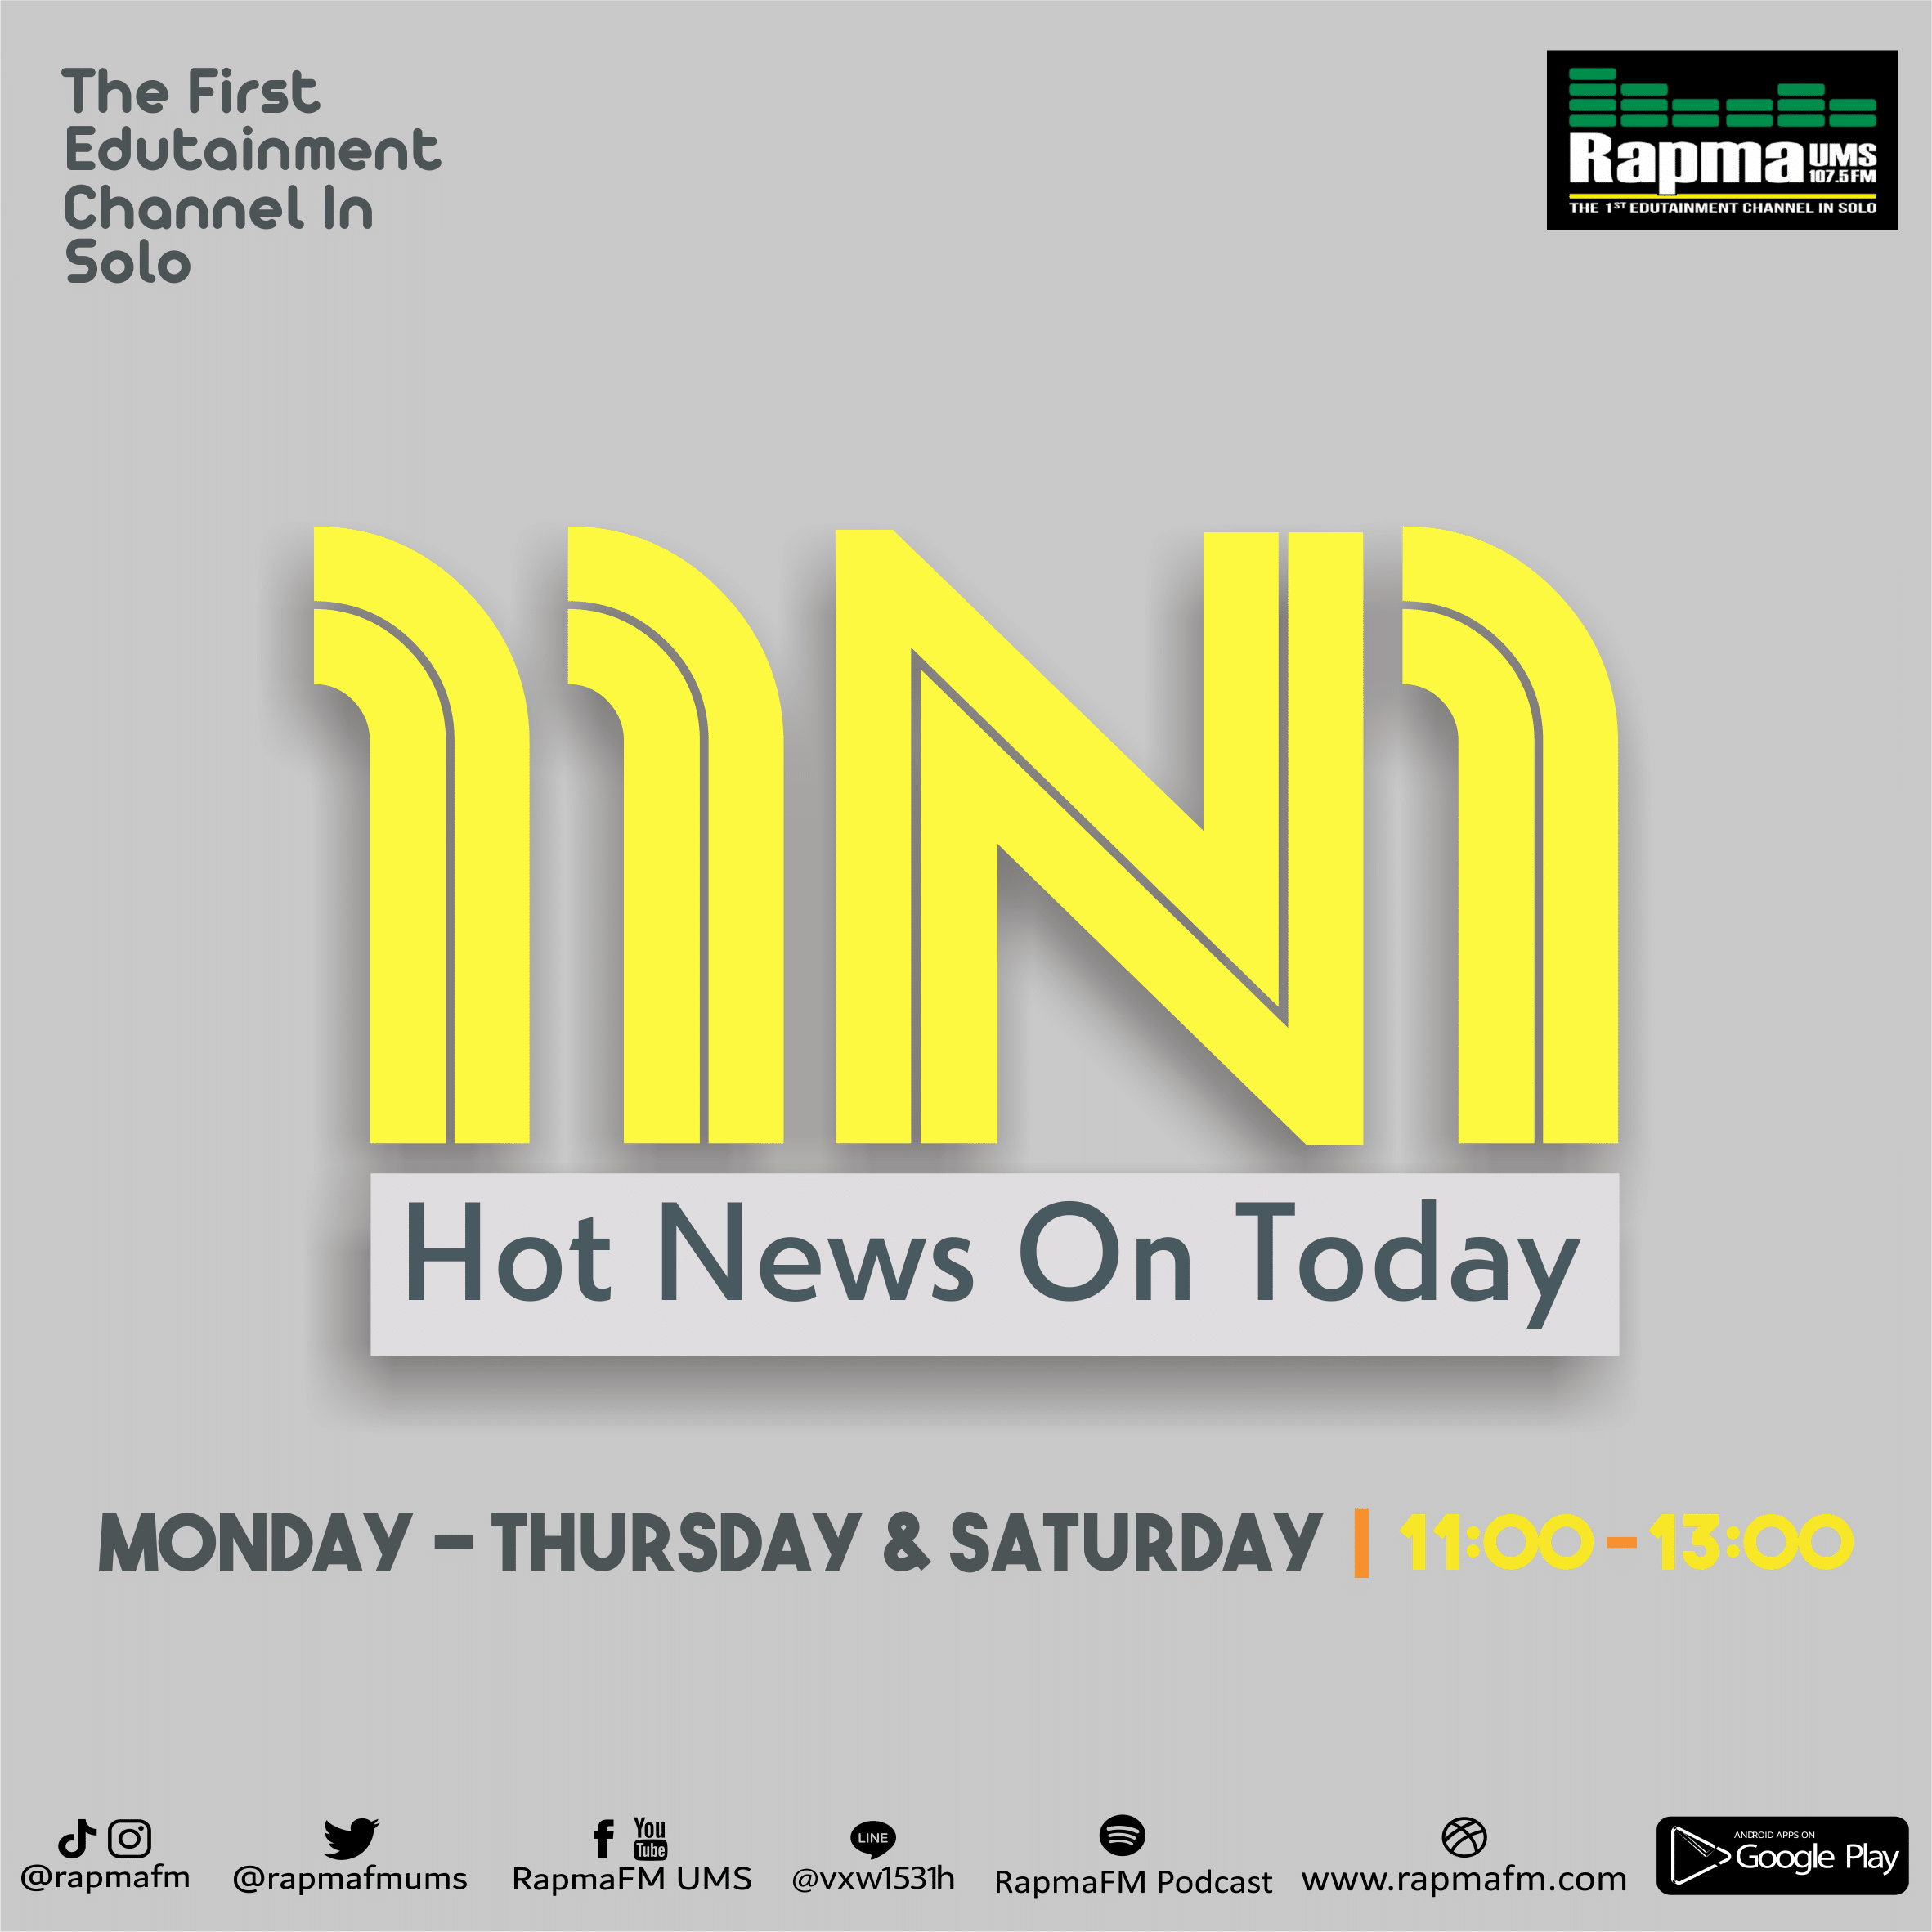 The First
Edutainment
Channel In
Solo
Rapma UMS
107.5 FM
THE 1ST EDUTAINMENT CHANNEL IN SOLO
11N1
Hot News On Today
MONDAY - THURSDAY & SATURDAY | 11:00 - 13:00
@rapmafm
@rapmafmums
You
Tube
RapmaFM UMS
LINE
@vxw1531h
RapmaFM Podcast
www.rapmafm.com
ANDROID APPS ON
Google Play